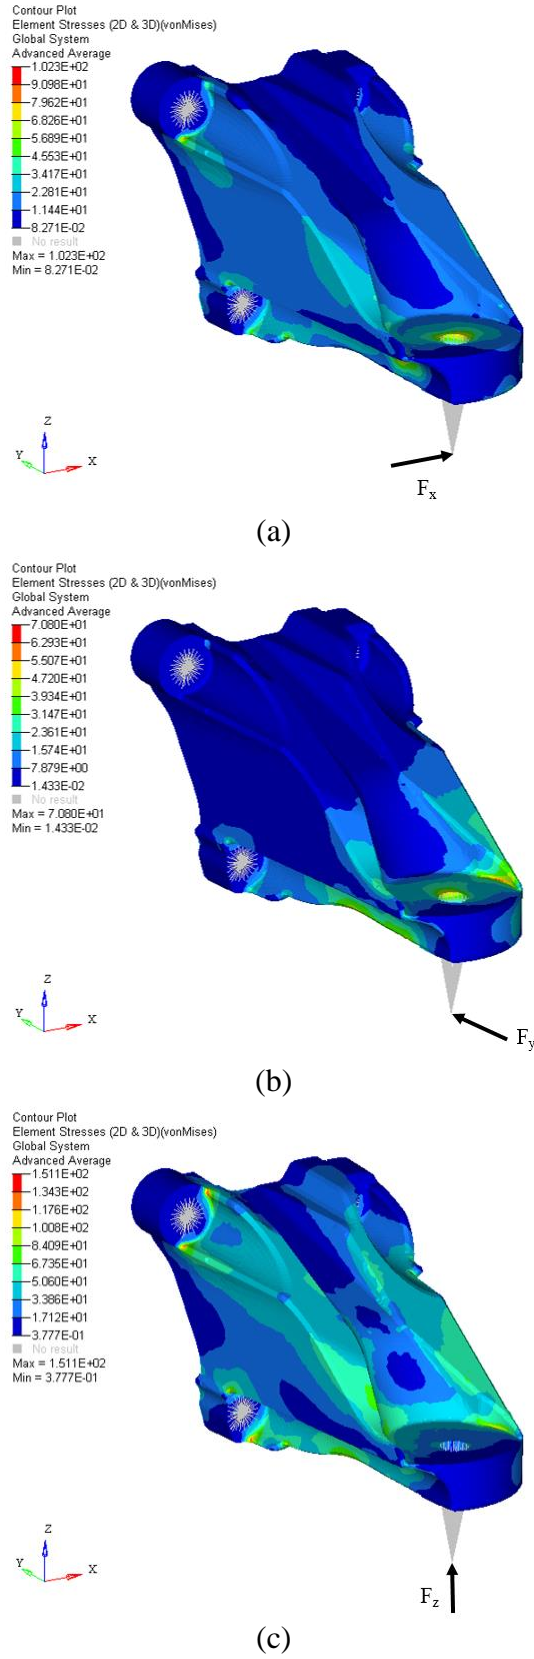 Contour Plot
Element Stresses (2D & 3D)(vonMises)
Global System
Advanced Average
1.023E+02
9.098E+01
7.962E+01
6.826E+01
5.689E+01
4.553E+01
3.417E+01
2.281E+01
1.144E+01
8.271E-02
No result
Max = 1.023E+02
Min = 8.271E-02
Z
Y
X
Fx
(a)
Contour Plot
Element Stresses (2D & 3D)(vonMises)
Global System
Advanced Average
7.080E+01
6.293E+01
5.507E+01
4.720E+01
3.934E+01
3.147E+01
2.361E+01
1.574E+01
7.879E+00
1.433E-02
No result
Max = 7.080E+01
Min = 1.433E-02
Z
Y
X
Fy
(b)
Contour Plot
Element Stresses (2D & 3D)(vonMises)
Global System
Advanced Average
1.511E+02
1.343E+02
1.176E+02
1.008E+02
8.409E+01
6.735E+01
5.060E+01
3.386E+01
1.712E+01
3.777E-01
No result
Max = 1.511E+02
Min = 3.777E-01
Z
Y
X
Fz
(c)